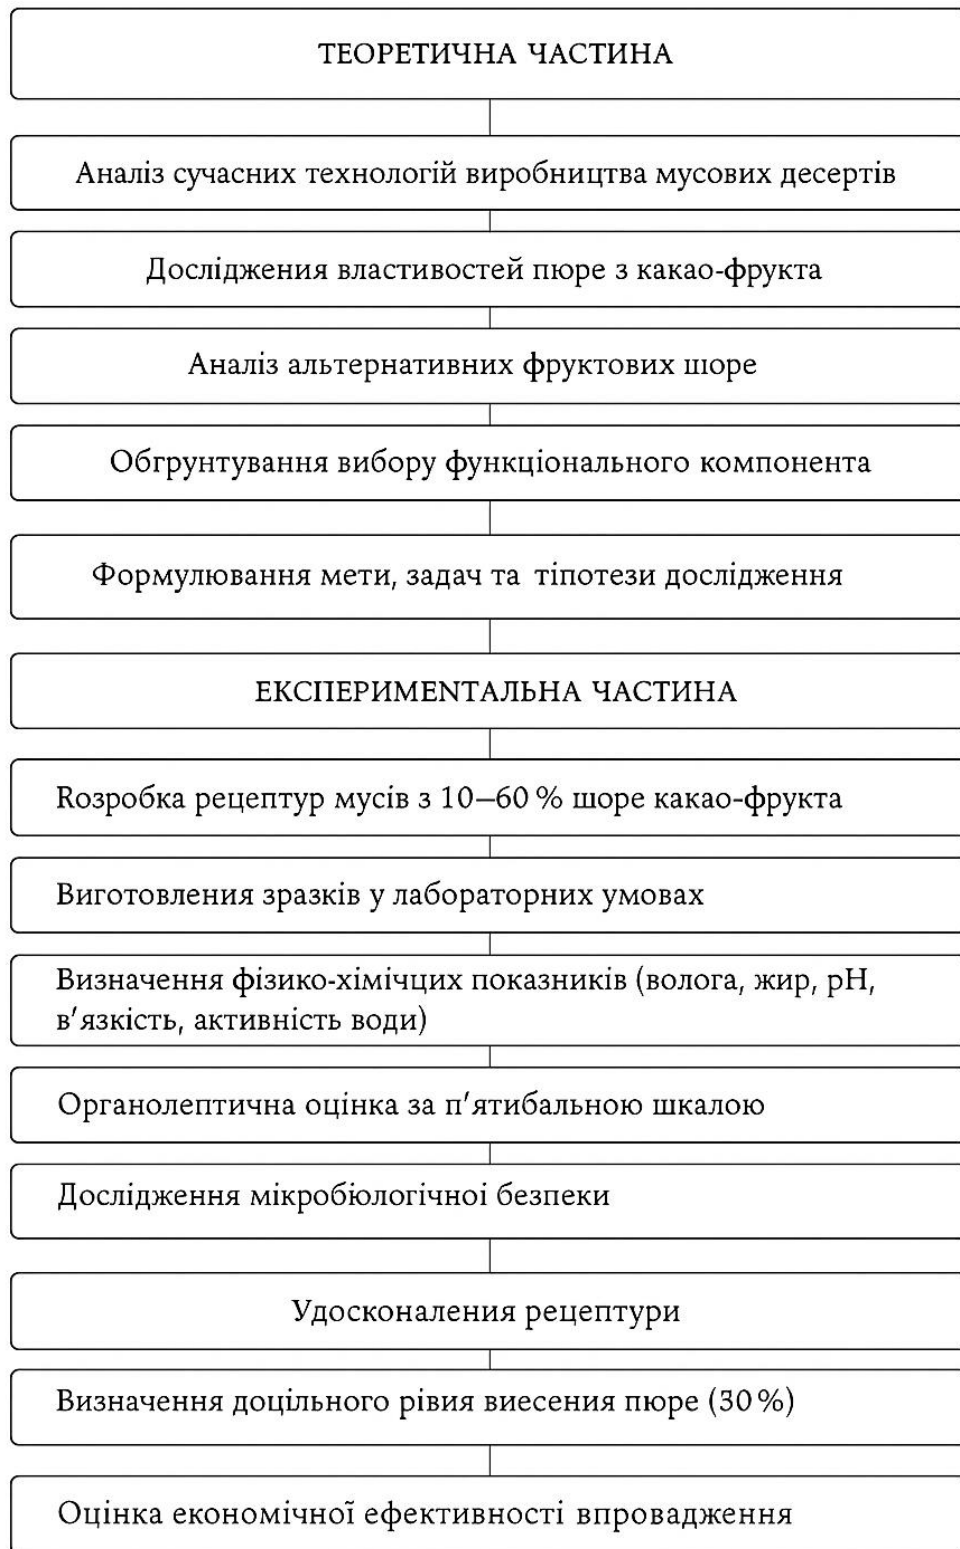 ТЕОРЕТИЧНА ЧАСТИНА
Аналіз сучасних технологій виробництва мусових десертів
Дослідження властивостей пюре з какао-фрукта
Аналіз альтернативних фруктових шоре
Обгрунтування вибору функціонального компонента
Формулювання мети, задач та тіпотези дослідження
ЕКСПЕРИМЕNТАЛЬНА ЧАСТИНА
Rозробка рецептур мусів з 10–60 % шоре какао-фрукта
Виготовлення зразків у лабораторних умовах
Визначення фізико-хімічцих показників (волога, жир, pH,
в'язкість, активність води)
Органолептична оцінка за п'ятибальною шкалою
Дослідження мікробіологічноі безпеки
Удосконалення рецептури
Визначення доцільного рівия виесення пюре (30 %)
Оцінка економічної ефективності впровадження